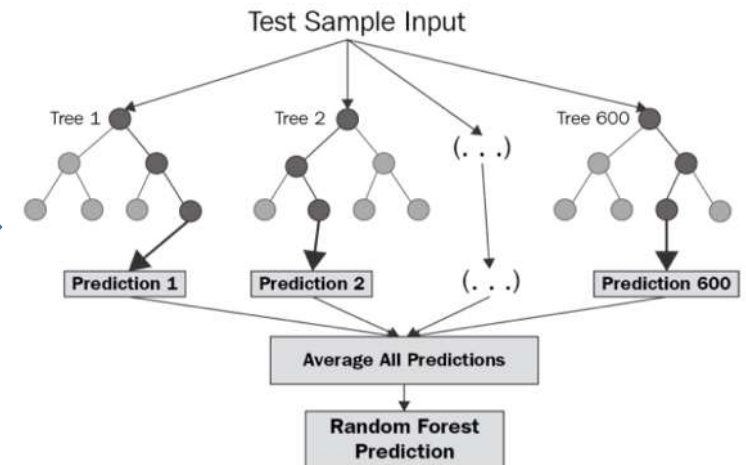 Test Sample Input
Tree 1
Tree 2
Tree 600
(. . .)
Prediction 1
Prediction 2
(. . .)
Prediction 600
Average All Predictions
Random Forest
Prediction